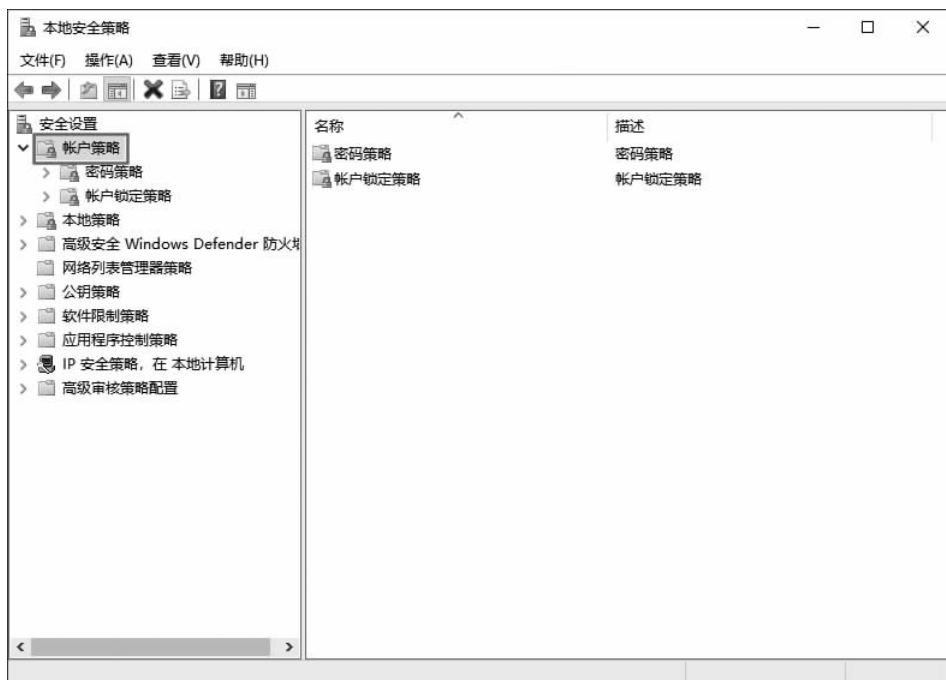 本地安全策略
文件(F) 操作(A) 查看(V) 帮助(H)
安全设置
帐户策略
密码策略
帐户锁定策略
本地策略
高级安全 Windows Defender 防火墙
网络列表管理器策略
公钥策略
软件限制策略
应用程序控制策略
IP 安全策略，在 本地计算机
高级审核策略配置
名称 描述
密码策略 密码策略
帐户锁定策略 帐户锁定策略